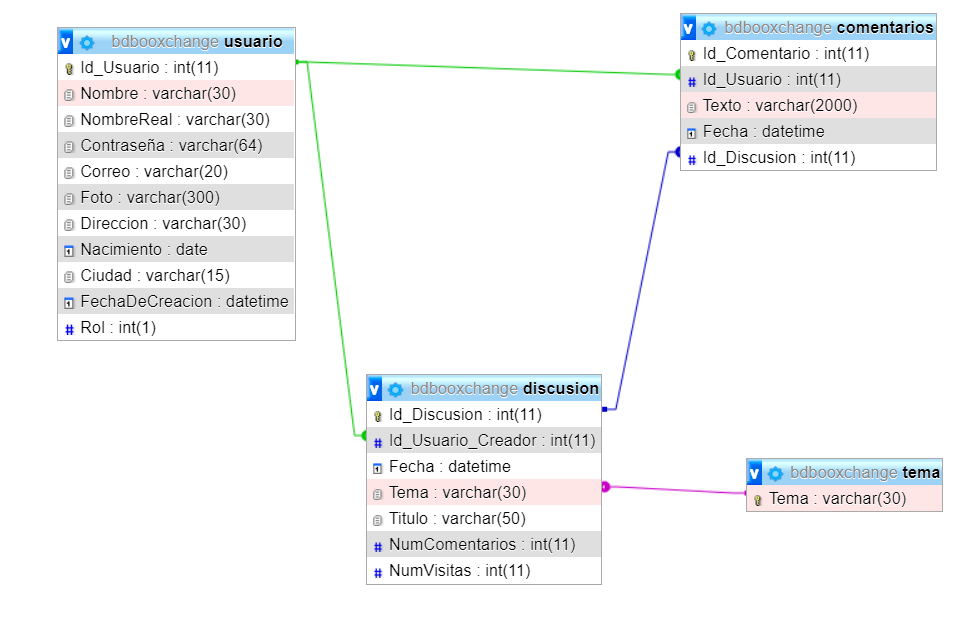 v bdbooxchange usuario
Id_Usuario : int(11)
Nombre : varchar(30)
NombreReal : varchar(30)
Contraseña : varchar(64)
Correo : varchar(20)
Foto : varchar(300)
Direccion : varchar(30)
Nacimiento : date
Ciudad : varchar(15)
FechaDeCreacion : datetime
# Rol : int(1)
v bdbooxchange comentarios
Id_Comentario : int(11)
# Id_Usuario : int(11)
Texto : varchar(2000)
Fecha : datetime
# Id_Discusion : int(11)
v bdbooxchange discusion
Id_Discusion : int(11)
# Id_Usuario_Creador : int(11)
Fecha : datetime
Tema : varchar(30)
Titulo : varchar(50)
# NumComentarios : int(11)
# NumVisitas : int(11)
v bdbooxchange tema
Tema : varchar(30)